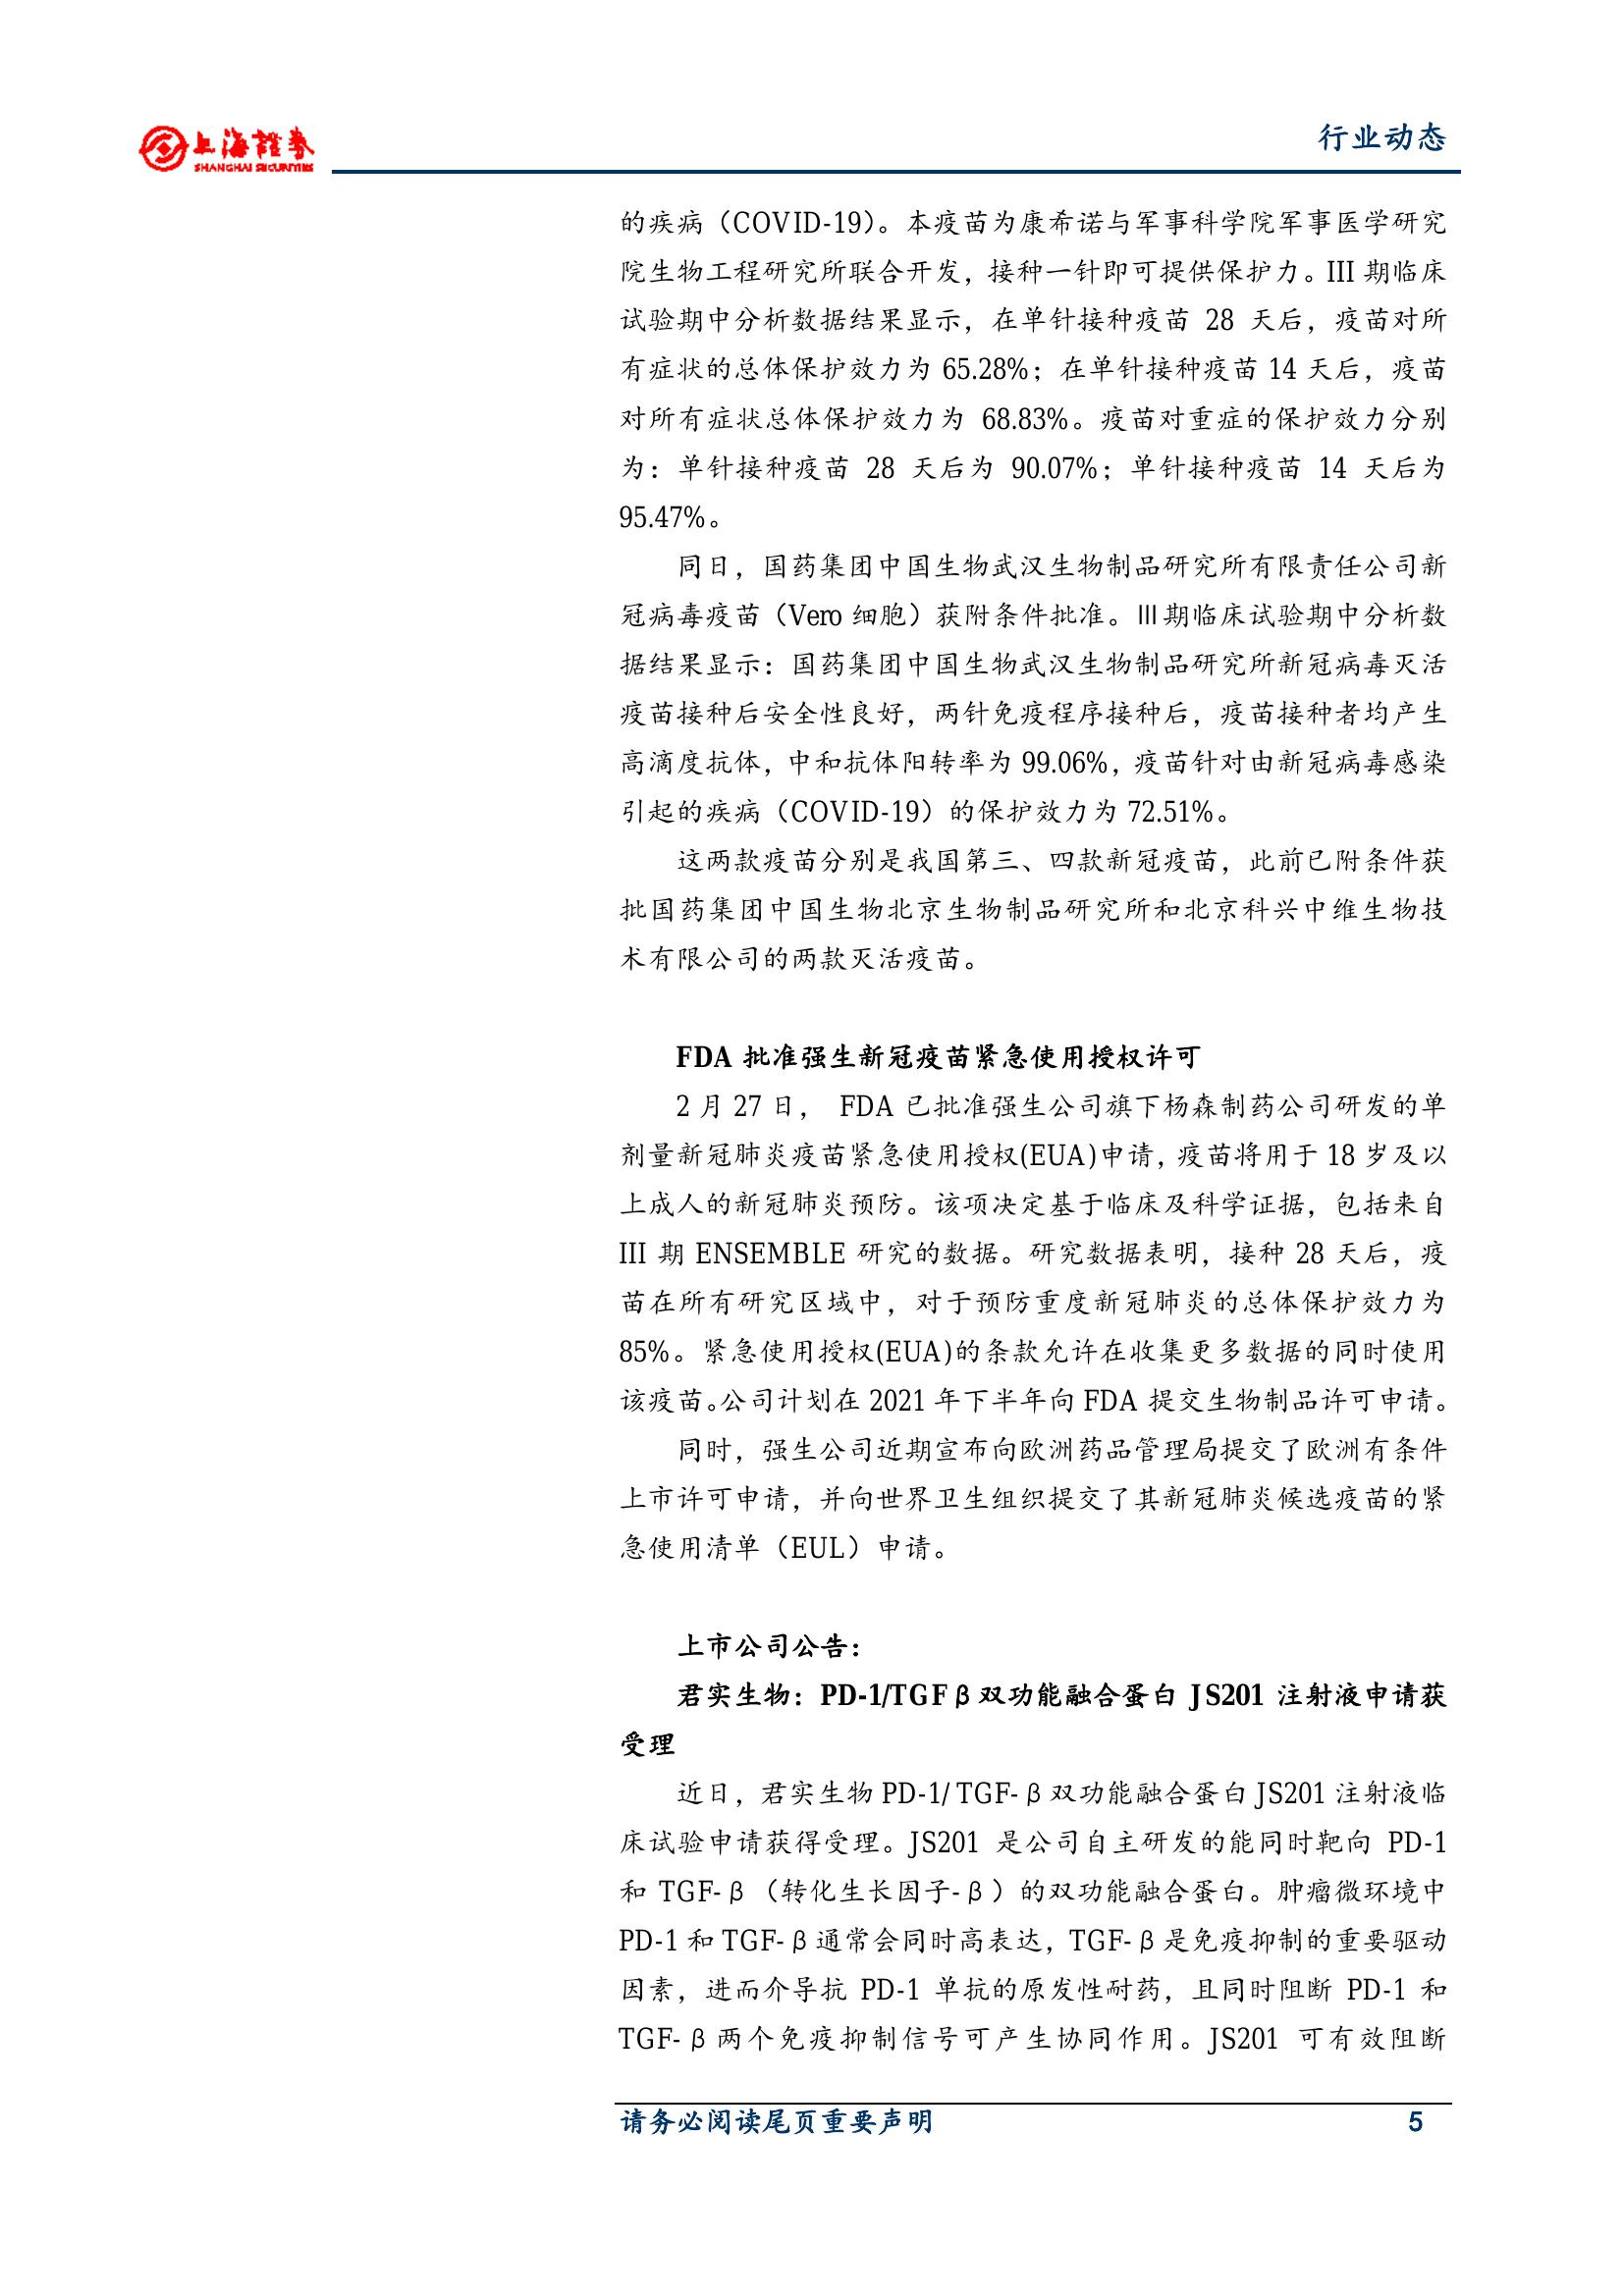 上海證券
SHANGHAI SECURITIES
行业动态
的疾病（COVID-19）。本疫苗为康希诺与军事科学院军事医学研究
院生物工程研究所联合开发，接种一针即可提供保护力。III 期临床
试验期中分析数据结果显示，在单针接种疫苗 28 天后，疫苗对所
有症状的总体保护效力为 65.28%；在单针接种疫苗 14 天后，疫苗
对所有症状总体保护效力为 68.83%。疫苗对重症的保护效力分别
为：单针接种疫苗 28 天后为 90.07%；单针接种疫苗 14 天后为
95.47%。
同日，国药集团中国生物武汉生物制品研究所有限责任公司新
冠病毒疫苗（Vero 细胞）获附条件批准。Ⅲ期临床试验期中分析数
据结果显示：国药集团中国生物武汉生物制品研究所新冠病毒灭活
疫苗接种后安全性良好，两针免疫程序接种后，疫苗接种者均产生
高滴度抗体，中和抗体阳转率为 99.06%，疫苗针对由新冠病毒感染
引起的疾病（COVID-19）的保护效力为 72.51%。
这两款疫苗分别是我国第三、四款新冠疫苗，此前已附条件获
批国药集团中国生物北京生物制品研究所和北京科兴中维生物技
术有限公司的两款灭活疫苗。
FDA 批准强生新冠疫苗紧急使用授权许可
2 月 27 日， FDA 已批准强生公司旗下杨森制药公司研发的单
剂量新冠肺炎疫苗紧急使用授权(EUA)申请，疫苗将用于 18 岁及以
上成人的新冠肺炎预防。该项决定基于临床及科学证据，包括来自
III 期 ENSEMBLE 研究的数据。研究数据表明，接种 28 天后，疫
苗在所有研究区域中，对于预防重度新冠肺炎的总体保护效力为
85%。紧急使用授权(EUA)的条款允许在收集更多数据的同时使用
该疫苗。公司计划在 2021 年下半年向 FDA 提交生物制品许可申请。
同时，强生公司近期宣布向欧洲药品管理局提交了欧洲有条件
上市许可申请，并向世界卫生组织提交了其新冠肺炎候选疫苗的紧
急使用清单（EUL）申请。
上市公司公告：
君实生物：PD-1/TGFβ双功能融合蛋白 JS201 注射液申请获
受理
近日，君实生物 PD-1/ TGF-β双功能融合蛋白 JS201 注射液临
床试验申请获得受理。JS201 是公司自主研发的能同时靶向 PD-1
和 TGF-β（转化生长因子-β）的双功能融合蛋白。肿瘤微环境中
PD-1 和 TGF-β通常会同时高表达，TGF-β是免疫抑制的重要驱动
因素，进而介导抗 PD-1 单抗的原发性耐药，且同时阻断 PD-1 和
TGF-β两个免疫抑制信号可产生协同作用。JS201 可有效阻断
请务必阅读尾页重要声明 5